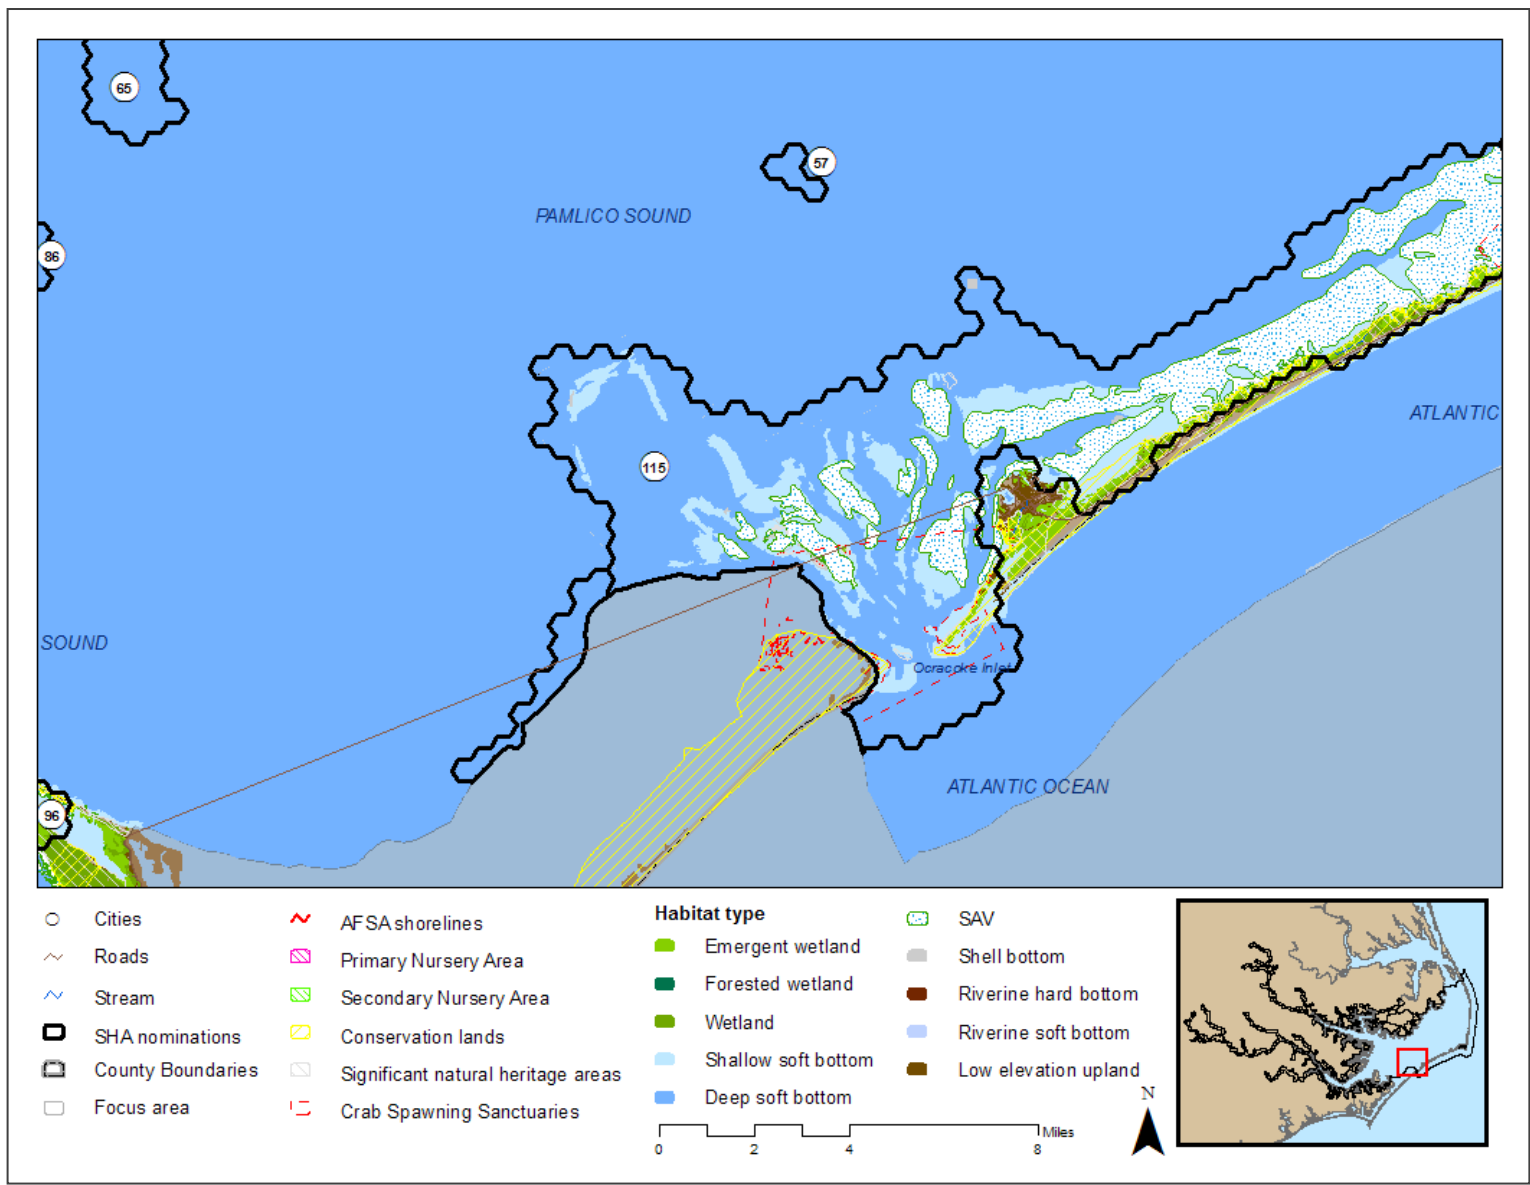 65
57
PAMLICO SOUND
86
ATLANTIC
115
SOUND
Ocracoke Inlet
ATLANTIC OCEAN
96
Cities
Roads
Stream
SHA nominations
County Boundaries
Focus area
AFSA shorelines
Primary Nursery Area
Secondary Nursery Area
Conservation lands
Significant natural heritage areas
Crab Spawning Sanctuaries
Habitat type
Emergent wetland
Forested wetland
Wetland
Shallow soft bottom
Deep soft bottom
SAV
Shell bottom
Riverine hard bottom
Riverine soft bottom
Low elevation upland
0 2 4 8 Miles
N